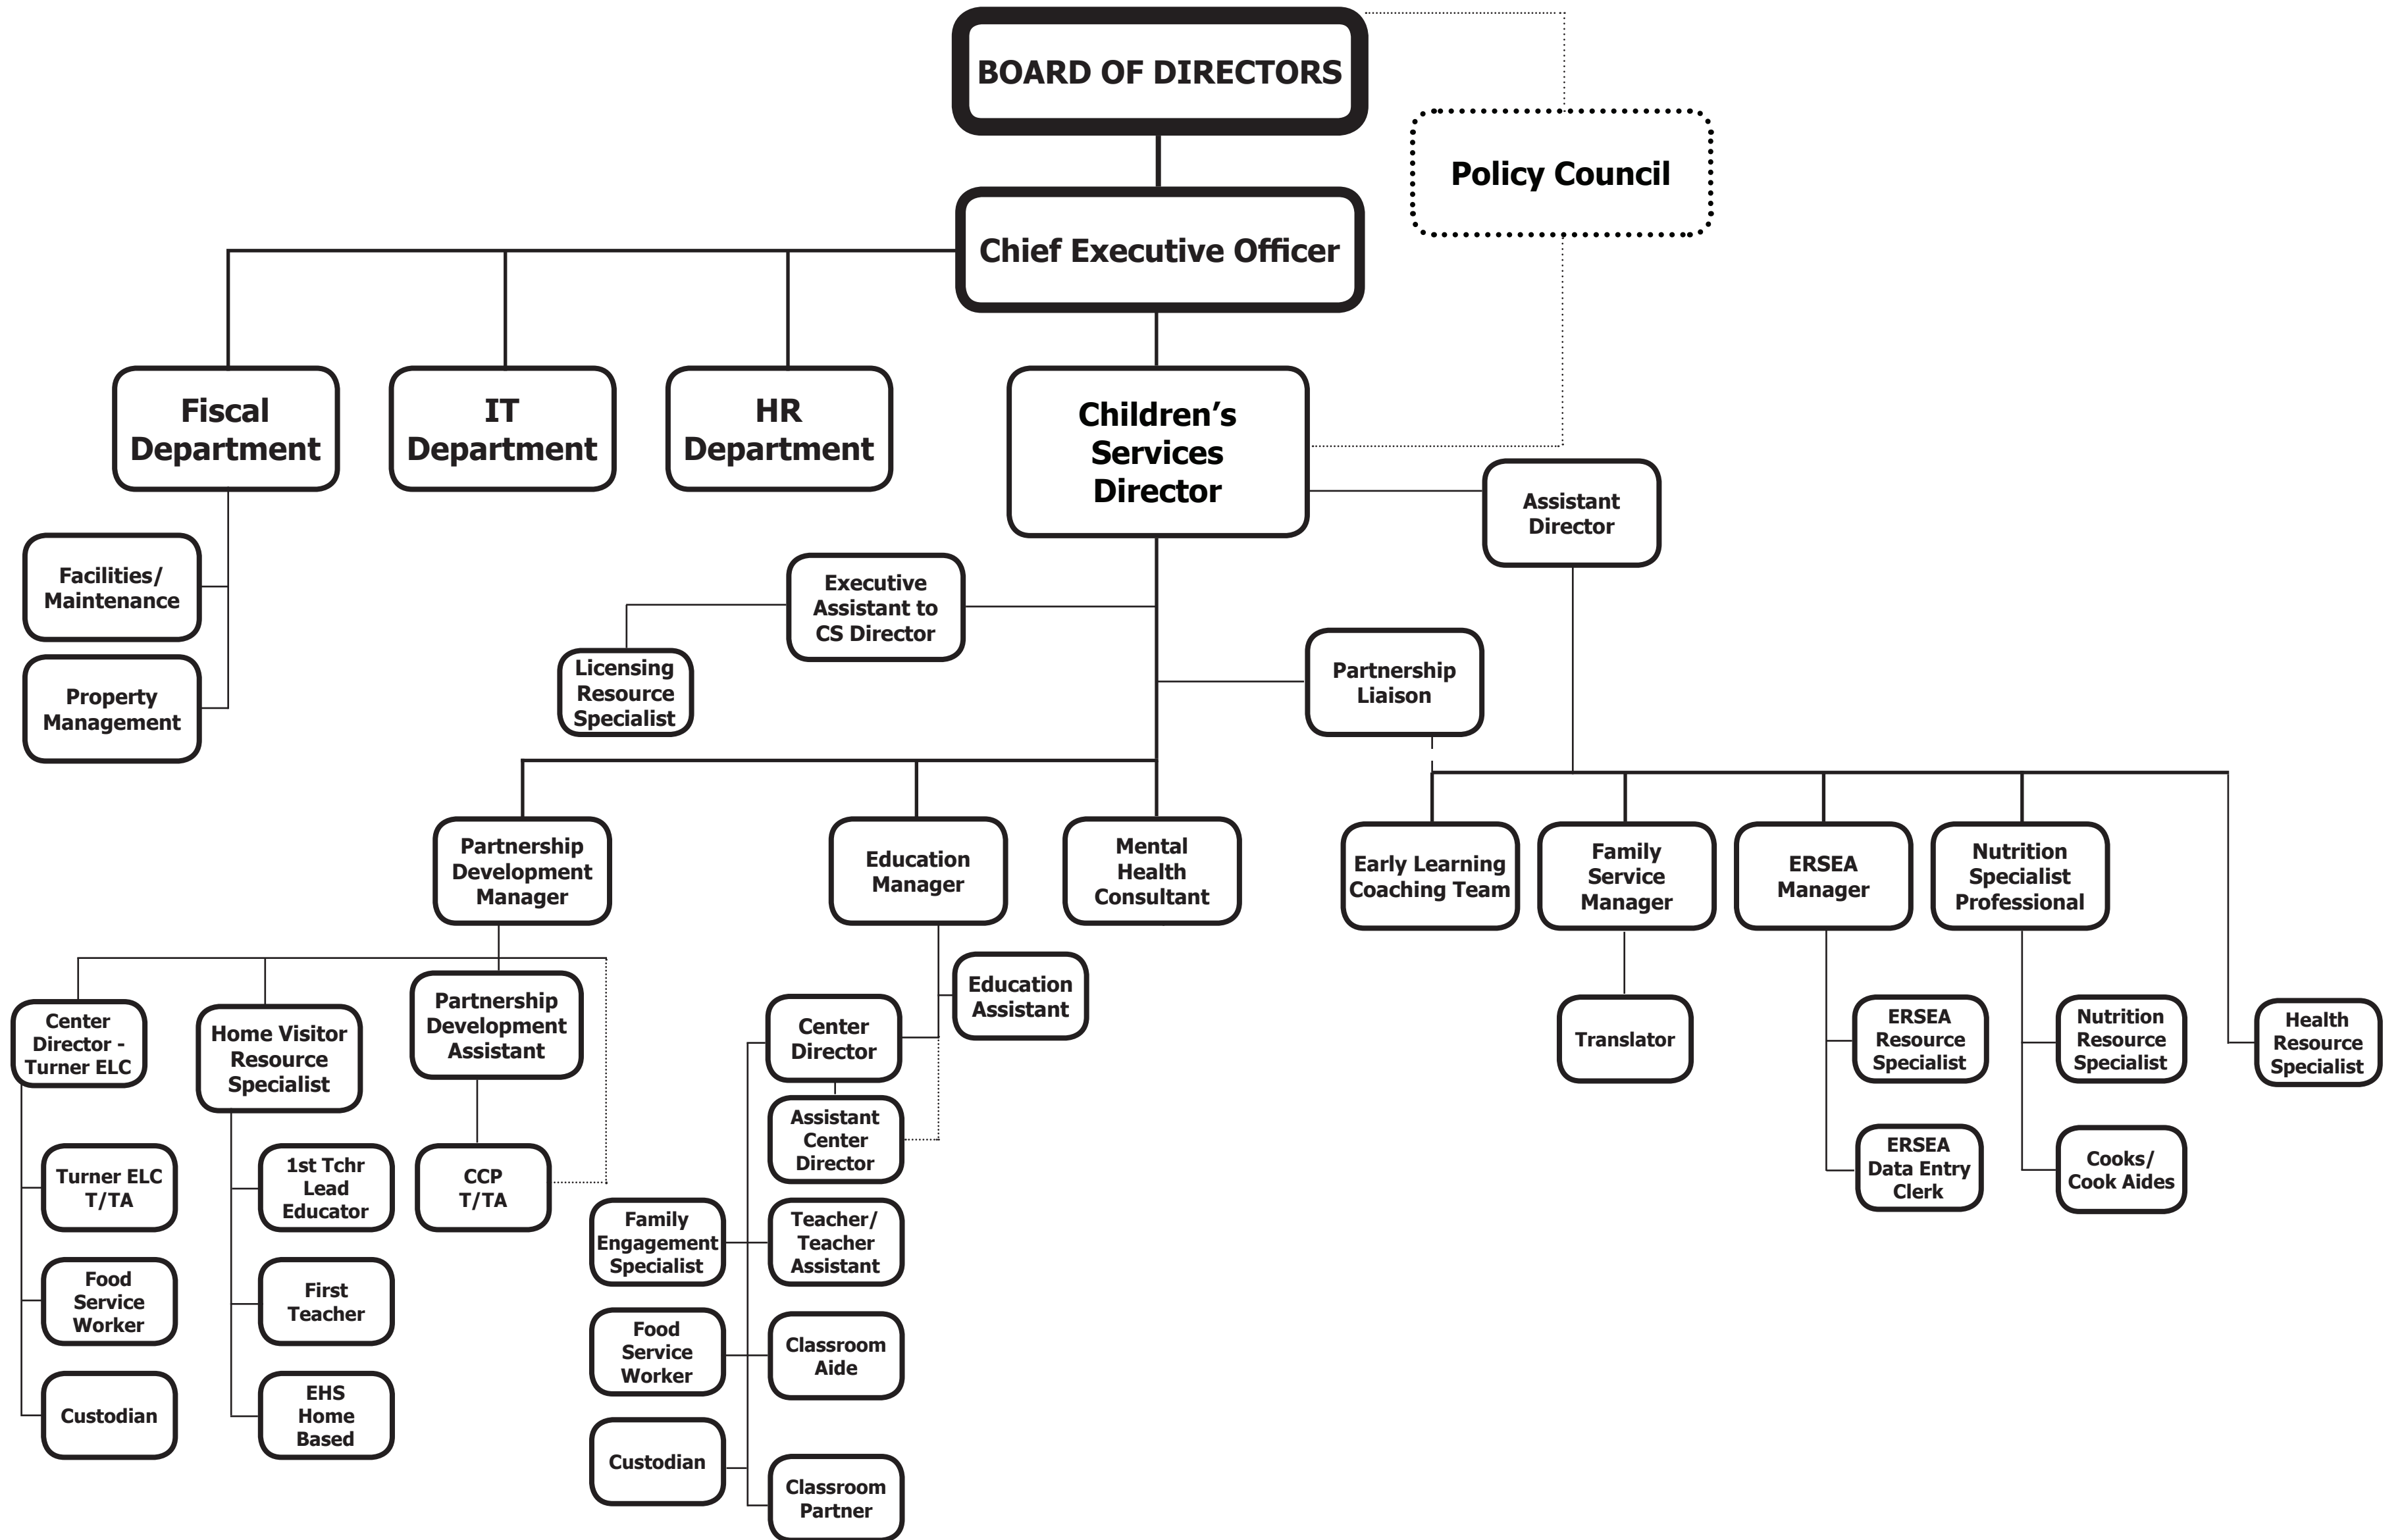 BOARD OF DIRECTORS
Policy Council
Chief Executive Officer
Fiscal
Department
IT
Department
HR
Department
Children’s
Services
Director
Assistant
Director
Facilities/
Maintenance
Executive
Assistant to
CS Director
Partnership
Liaison
Licensing
Resource
Specialist
Property
Management
Partnership
Development
Manager
Education
Manager
Mental
Health
Consultant
Early Learning
Coaching Team
Family
Service
Manager
ERSEA
Manager
Nutrition
Specialist
Professional
Center
Director -
Turner ELC
Home Visitor
Resource
Specialist
Partnership
Development
Assistant
Center
Director
Education
Assistant
Translator
ERSEA
Resource
Specialist
Nutrition
Resource
Specialist
Health
Resource
Specialist
Assistant
Center
Director
Turner ELC
T/TA
1st Tchr
Lead
Educator
CCP
T/TA
ERSEA
Data Entry
Clerk
Cooks/
Cook Aides
Family
Engagement
Specialist
Teacher/
Teacher
Assistant
Food
Service
Worker
First
Teacher
Food
Service
Worker
Classroom
Aide
Custodian
EHS
Home
Based
Custodian
Classroom
Partner